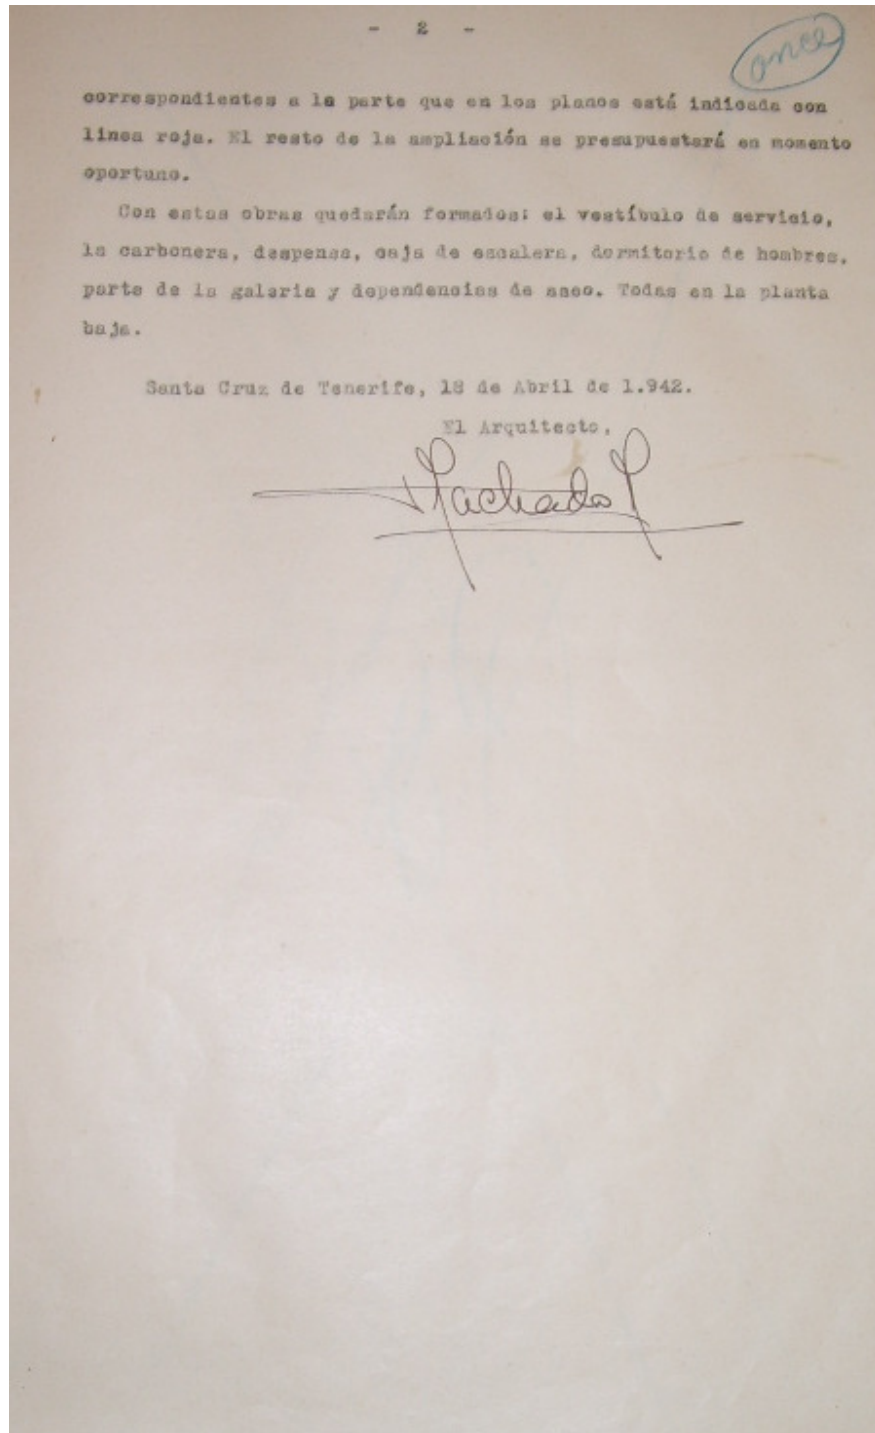 - 2 -
once
correspondientes a la parte que en los planos está indicada con
linea roja. El resto de la ampliación se presupuestará en momento
oportuno.
Con estas obras quedarán formados: el vestíbulo de servicio,
la carbonera, despensa, caja de escalera, dormitorio de hombres,
parte de la galeria y dependencias de aseo. Todas en la planta
baja.
Santa Cruz de Tenerife, 18 de Abril de 1.942.
El Arquitecto,
Machado